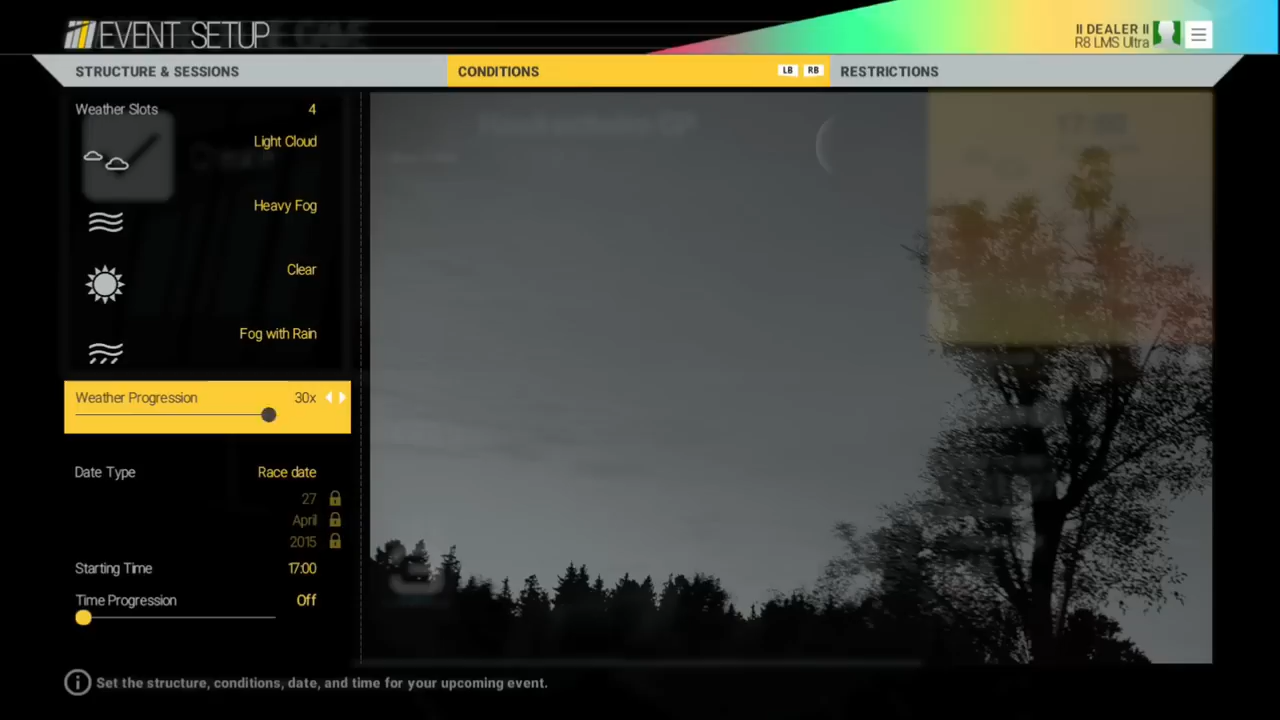 EVENT SETUP
II DEALER II
R8 LMS Ultra
STRUCTURE & SESSIONS
CONDITIONS
LB RB
RESTRICTIONS
Weather Slots 4
Light Cloud
Heavy Fog
Clear
Fog with Rain
Weather Progression 30x
Date Type Race date
27
April
2015
Starting Time 17:00
Time Progression Off
Set the structure, conditions, date, and time for your upcoming event.